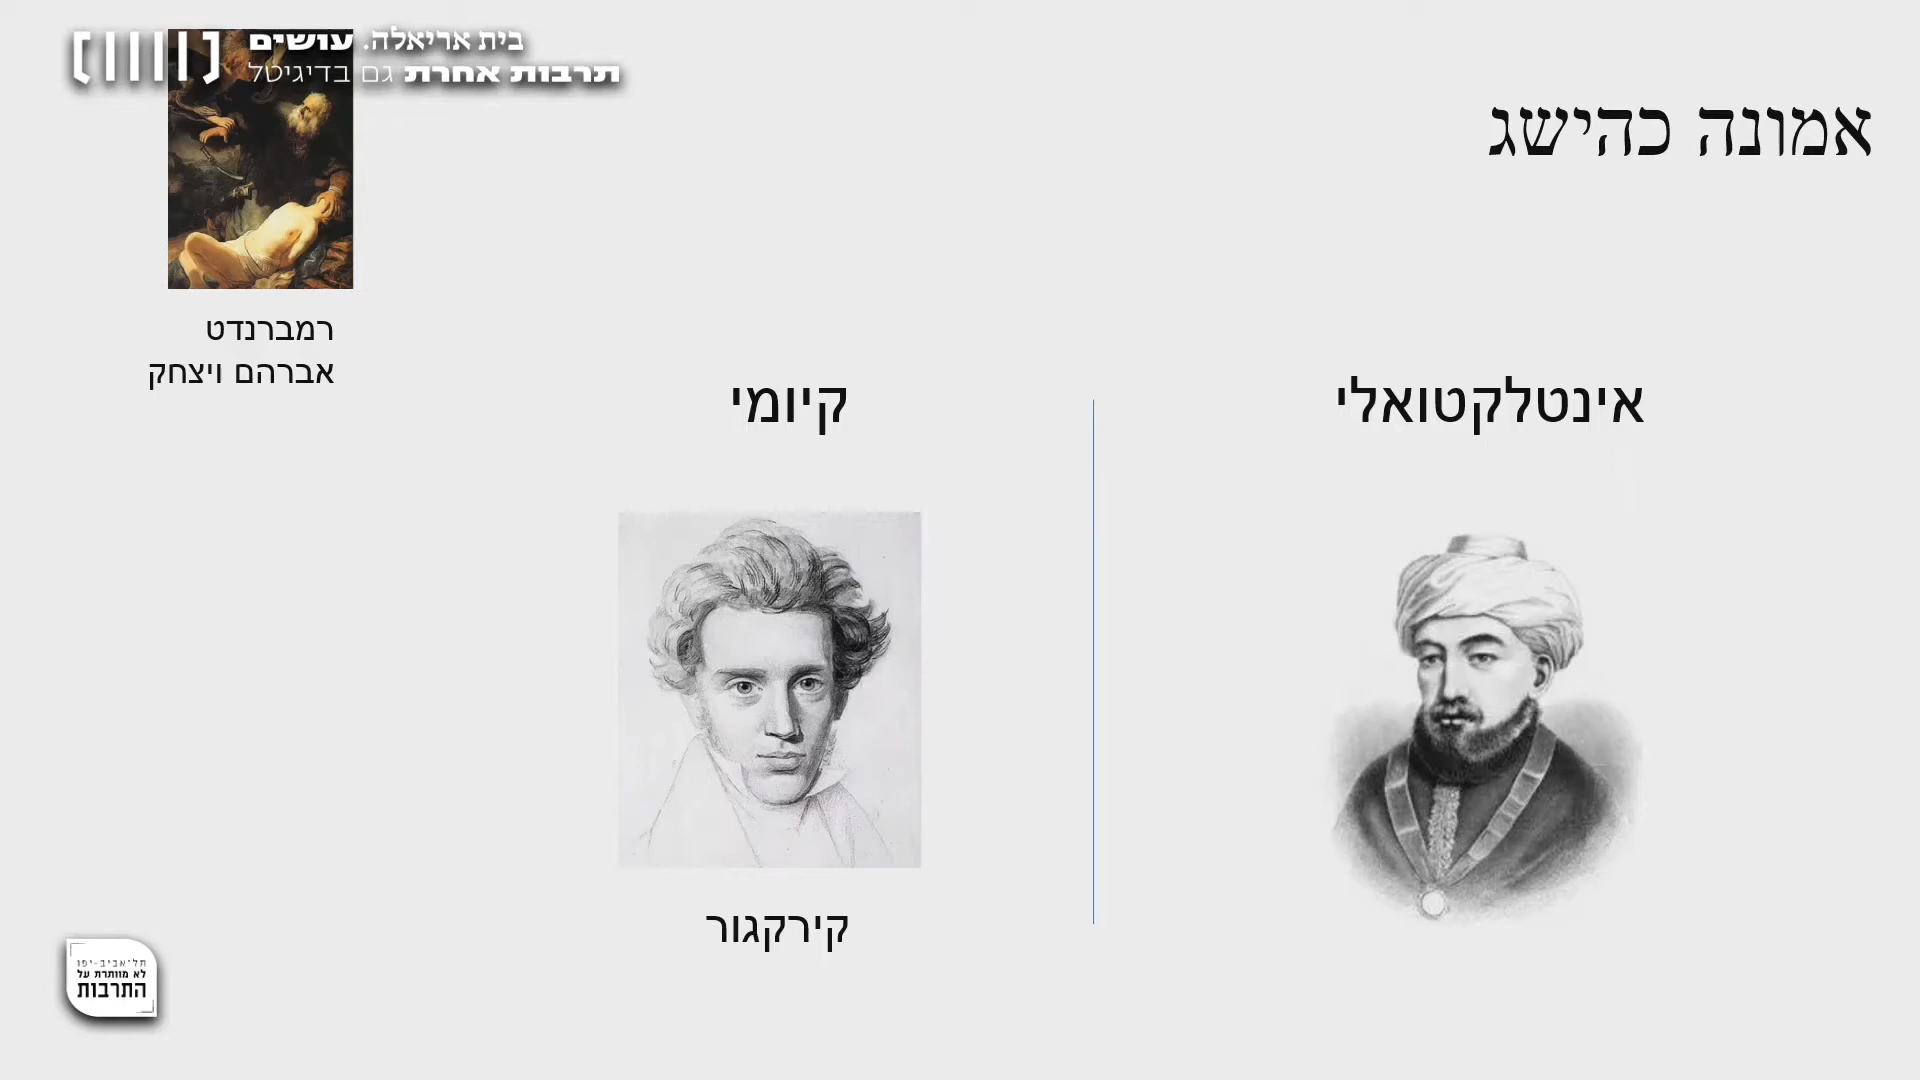 בית אריאלה. עושים
תרבות אחרת גם בדיגיטל
אמונה כהישג
רמברנדט
אברהם ויצחק
אינטלקטואלי
קיומי
קירקגור
תל־אביב-יפו
לא מוותרת על
התרבות